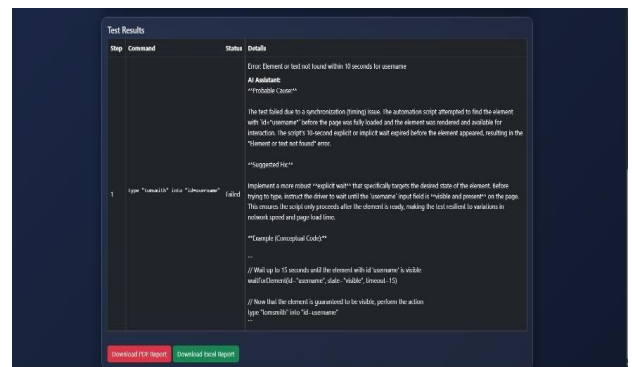 Test Results
Step Command Status Details
Error: Element or text not found within 10 seconds for username
AI Assistant:
**Probable Cause:**
The test failed due to a synchronization (timing) issue. The automation script attempted to find the element
with 'id="username"' before the page was fully loaded and the element was rendered and available for
interaction. The script's 10-second explicit or implicit wait expired before the element appeared, resulting in the
"Element or text not found" error.
**Suggested Fix:**
1 type "tomsmith" into "id=username" failed
Implement a more robust **explicit wait** that specifically targets the desired state of the element. Before
trying to type, instruct the driver to wait until the 'username' input field is **visible and present** on the page.
This ensures the script only proceeds after the element is ready, making the test resilient to variations in
network speed and page load time.
**Example (Conceptual Code):**
```
// Wait up to 15 seconds until the element with id 'username' is visible
waitForElement(id="username", state="visible", timeout=15)
// Now that the element is guaranteed to be visible, perform the action
type "tomsmith" into "id=username"
```
Download PDF Report Download Excel Report